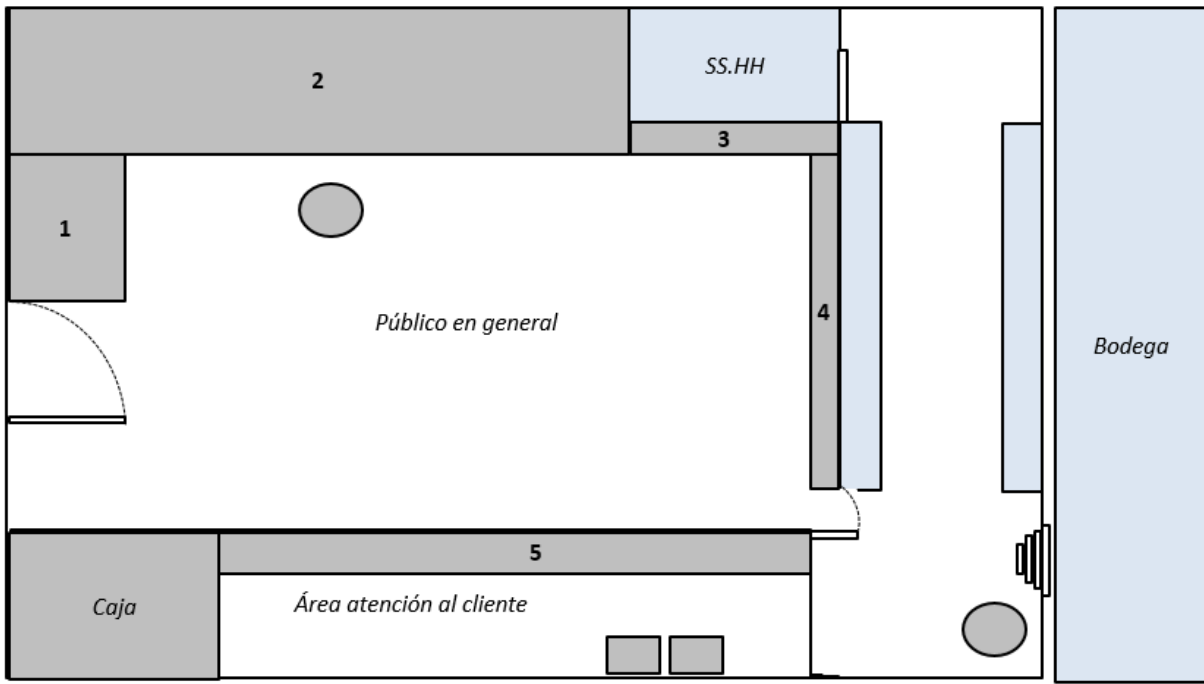 2
SS.HH
3
1
4
Público en general
Bodega
5
Caja
Área atención al cliente